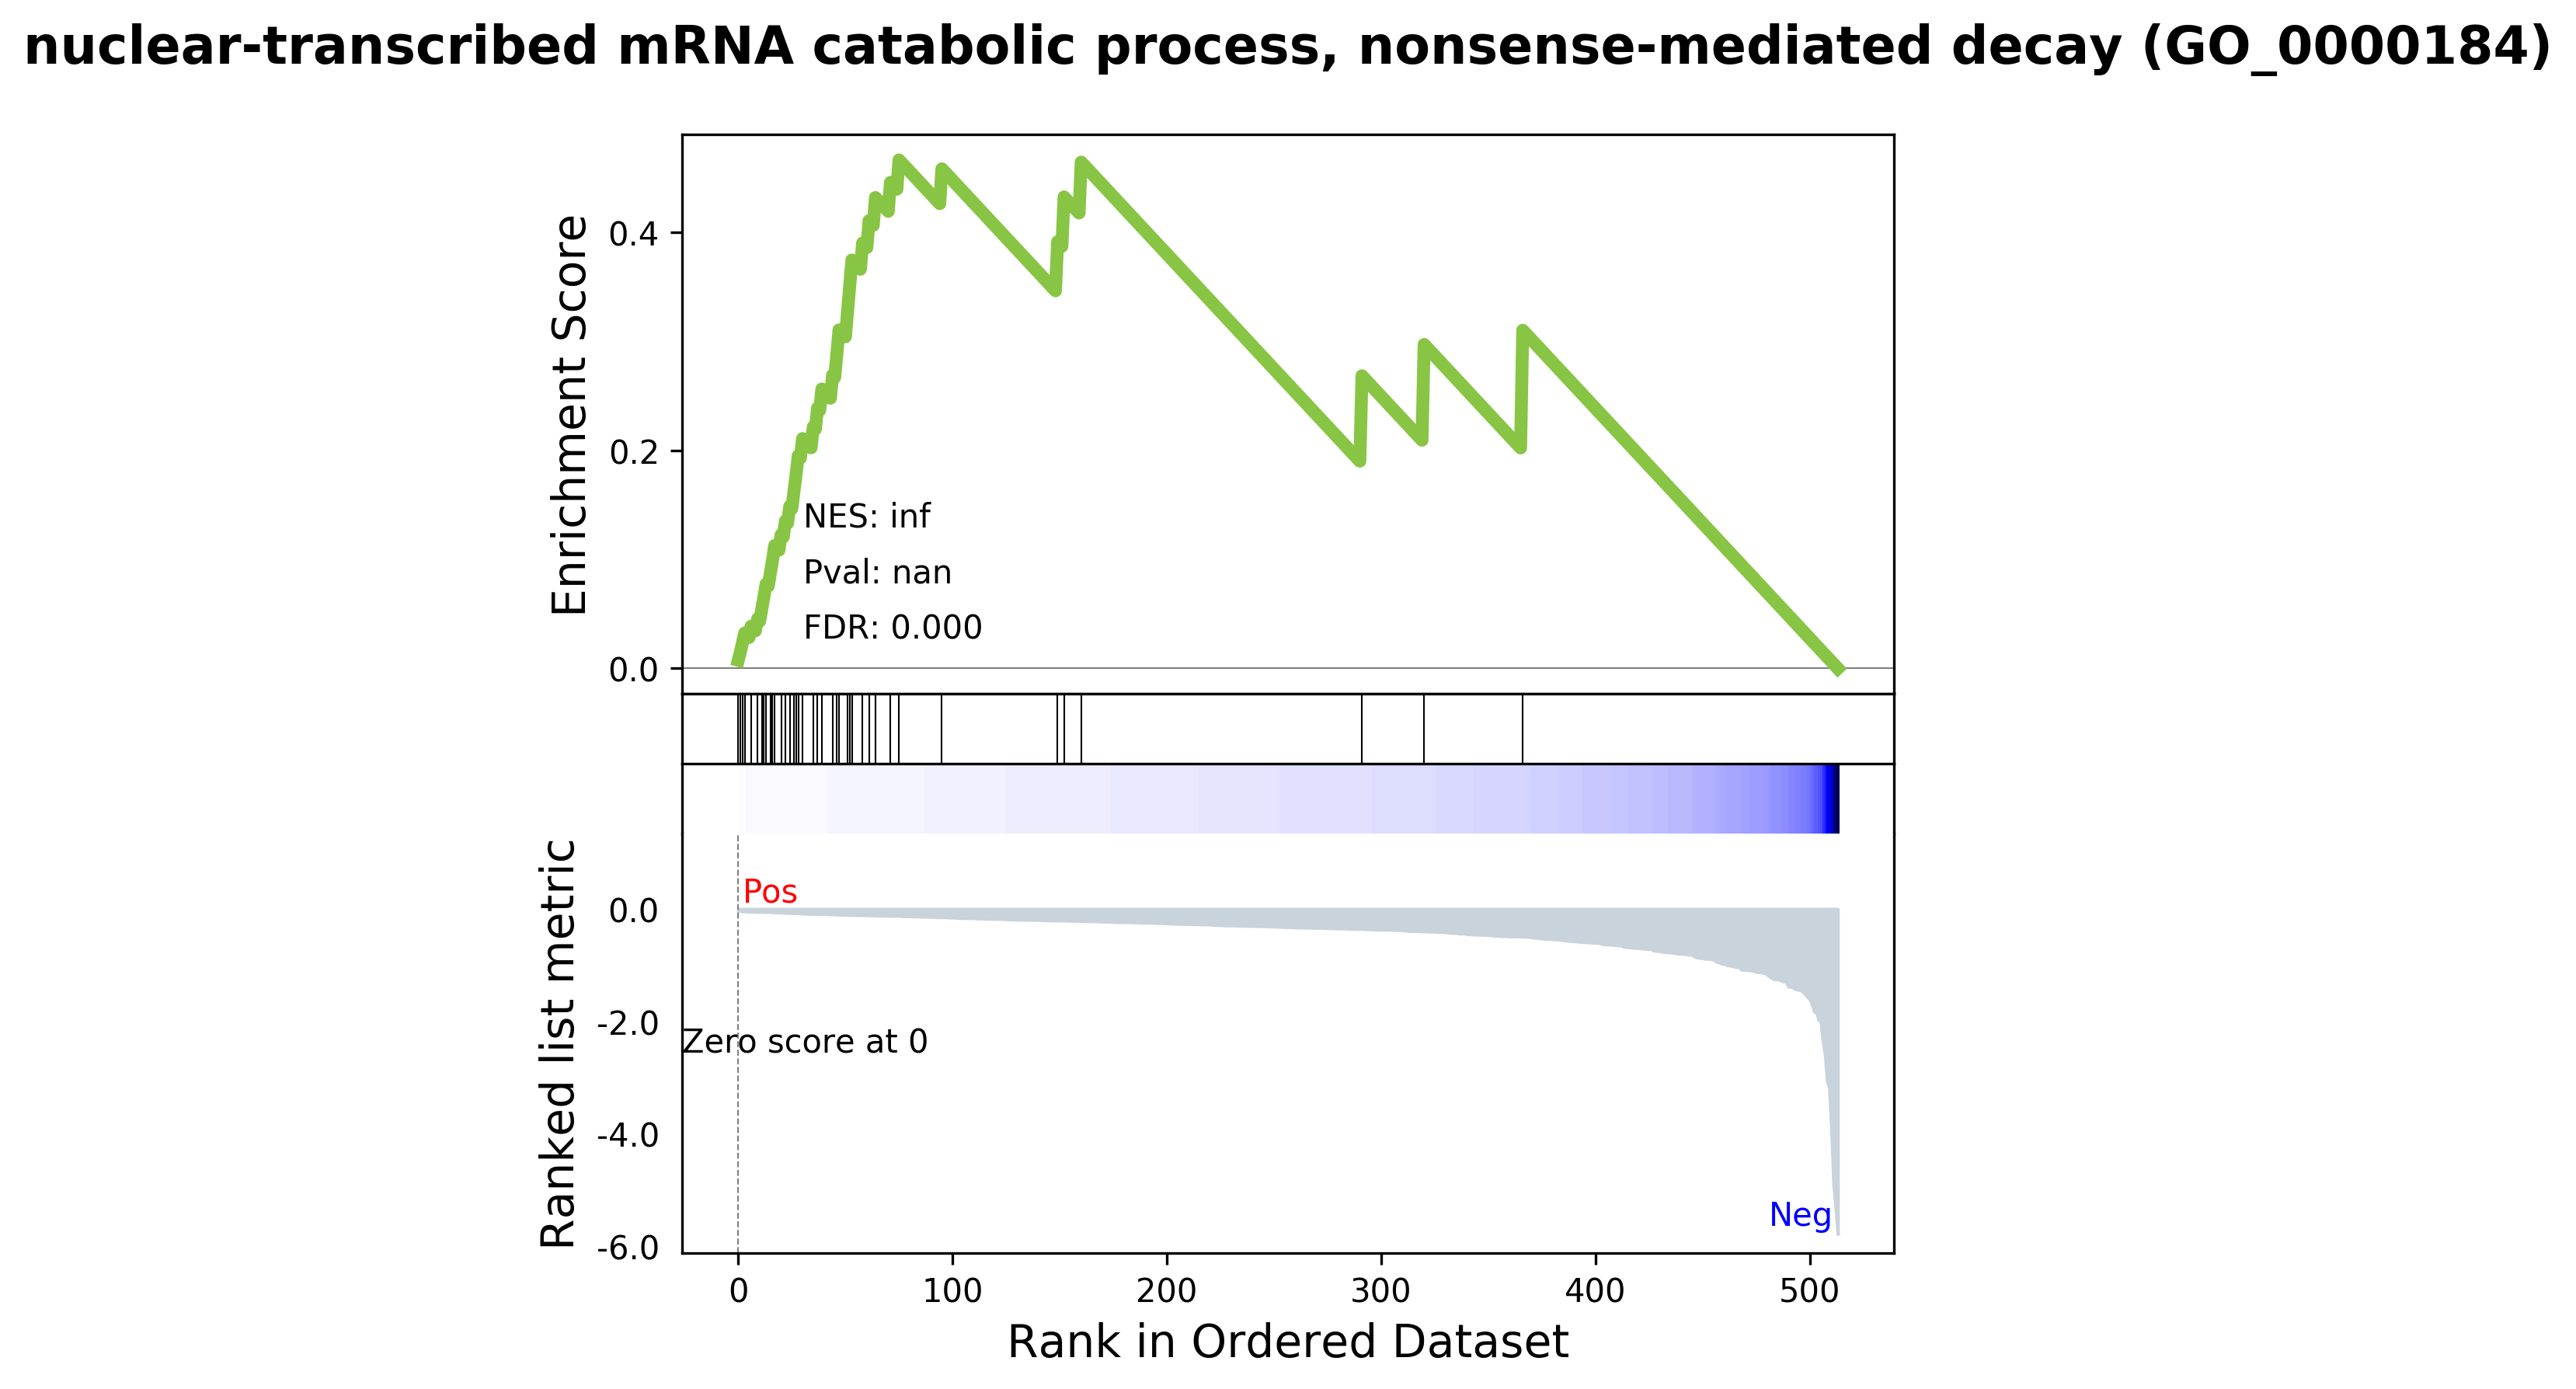 nuclear-transcribed mRNA catabolic process, nonsense-mediated decay (GO_0000184)
Enrichment Score
0.4
0.2
0.0
NES: inf
Pval: nan
FDR: 0.000
Ranked list metric
0.0
-2.0
-4.0
-6.0
Pos
Zero score at 0
Neg
0 100 200 300 400 500
Rank in Ordered Dataset